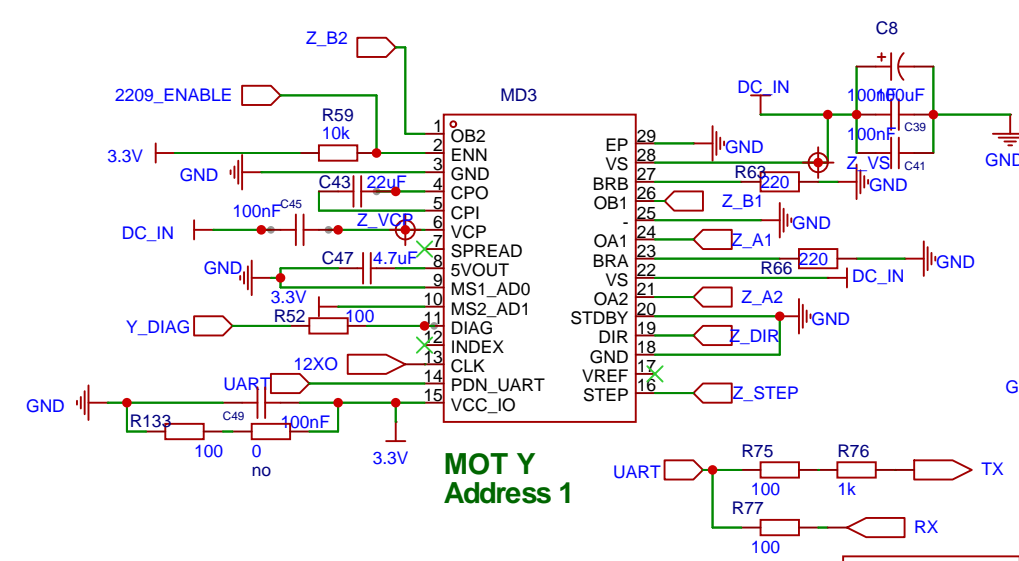 C8
Z_B2
DC_IN
2209_ENABLE
MD3
100nF
100uF
R59
10k
C39
100nF
C41
GND
1
OB2
2
ENN
3
GND
4
CPO
5
CPI
6
VCP
7
SPREAD
8
5VOUT
9
MS1_AD0
10
MS2_AD1
11
DIAG
12
INDEX
13
CLK
14
PDN_UART
15
VCC_IO
29
EP
28
VS
27
BRB
26
OB1
25
-
24
OA1
23
BRA
22
VS
21
OA2
20
STDBY
19
DIR
18
GND
17
VREF
16
STEP
3.3V
GND
C43
22uF
100nF
C45
Z_VCP
DC_IN
GND
C47
4.7uF
3.3V
R52
100
Y_DIAG
12XO
UART
GND
R133
C49
100nF
100
0
no
3.3V
GND
Z_VS
R63
220
GND
Z_B1
GND
Z_A1
220
GND
R66
DC_IN
Z_A2
GND
Z_DIR
Z_STEP
G
MOT Y
Address 1
UART
R75
100
R76
1k
TX
R77
100
RX